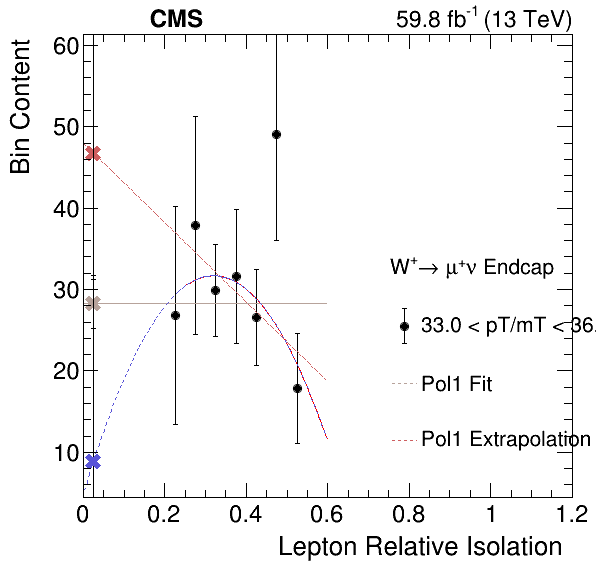 CMS
59.8 fb⁻¹ (13 TeV)
Bin Content
60
50
40
30
20
10
W⁺→ μ⁺ν Endcap
33.0 < pT/mT < 36.
Pol1 Fit
Pol1 Extrapolation
0 0.2 0.4 0.6 0.8 1 1.2
Lepton Relative Isolation